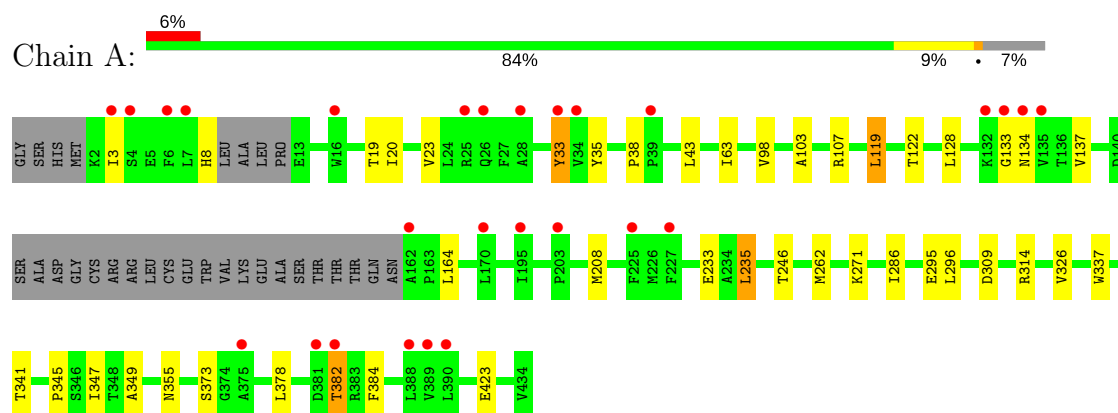 6%
Chain A:
84% 9% • 7%
GLY SER HIS MET K2 I3 S4 E5 F6 L7 H8 LEU ALA LEU PRO E13 W16 T19 I20 V23 L24 R25 Q26 F27 A28 Y33 V34 Y35 P38 P39 L43 I63 V98 A103 R107 L119 T122 L128 K132 G133 N134 V135 T136 V137 D140
SER ALA ASP GLY CYS ARG ARG LEU CYS GLU TRP VAL LYS GLU ALA SER THR THR THR GLN ASN A162 P163 L164 L170 I195 P203 M208 F225 M226 F227 E233 A234 L235 T246 M262 K271 I286 E295 L296 D309 R314 V326 W337
T341 P345 S346 I347 T348 A349 N355 S373 G374 A375 L378 D381 T382 R383 F384 L388 V389 L390 E423 V434